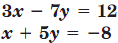 3x − 7y = 12
x + 5y = −8